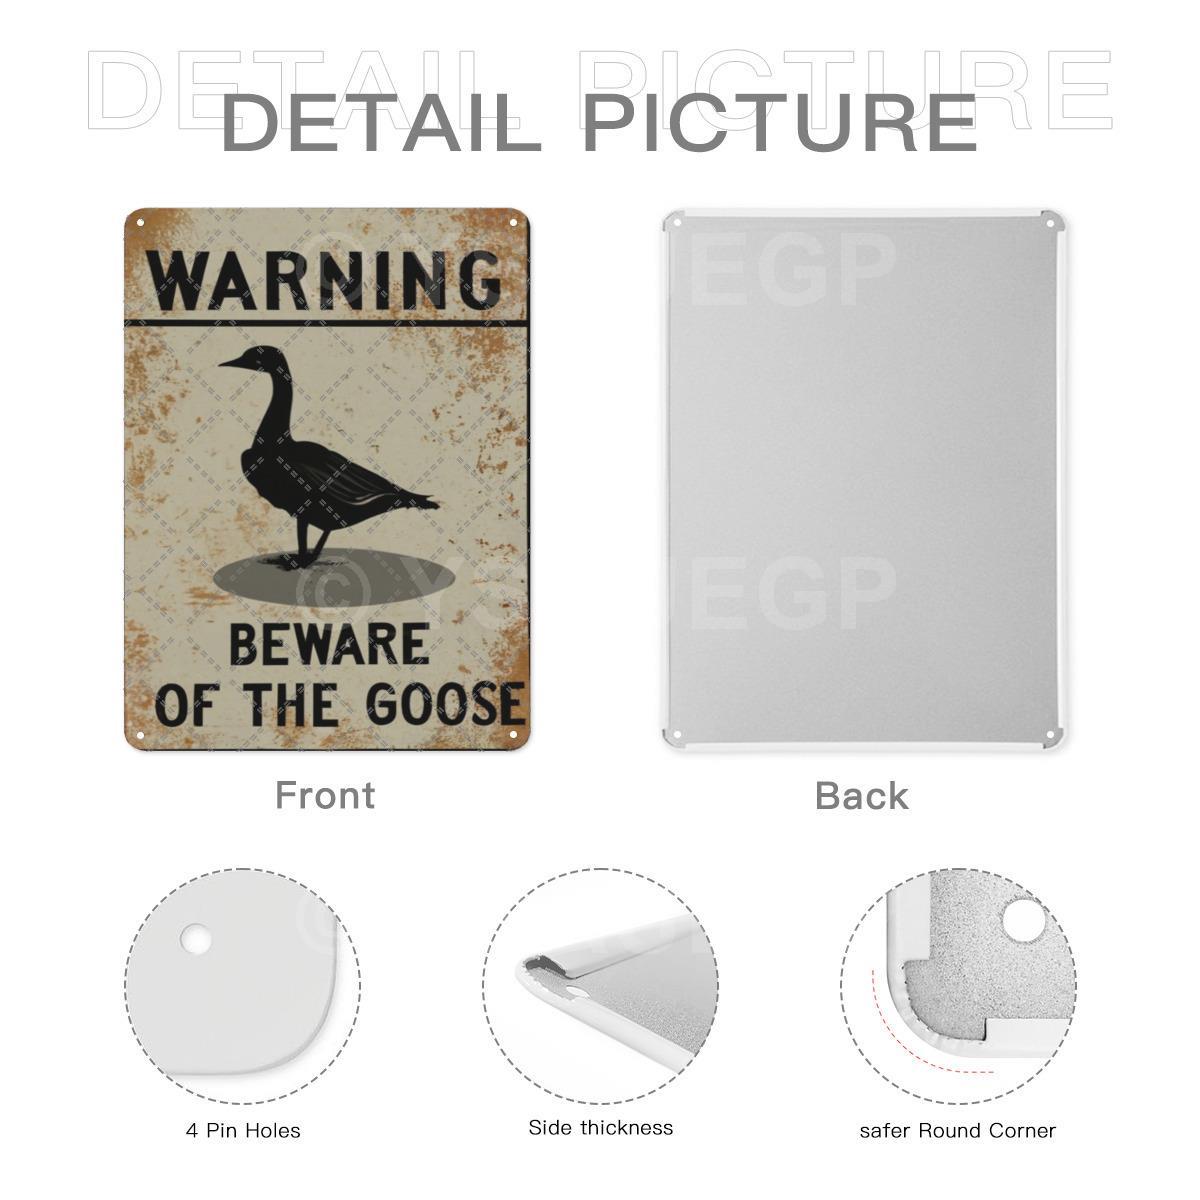 DETAIL PICTURE
DETAIL PICTURE
WARNING
BEWARE
OF THE GOOSE
Front
Back
4 Pin Holes
Side thickness
safer Round Corner